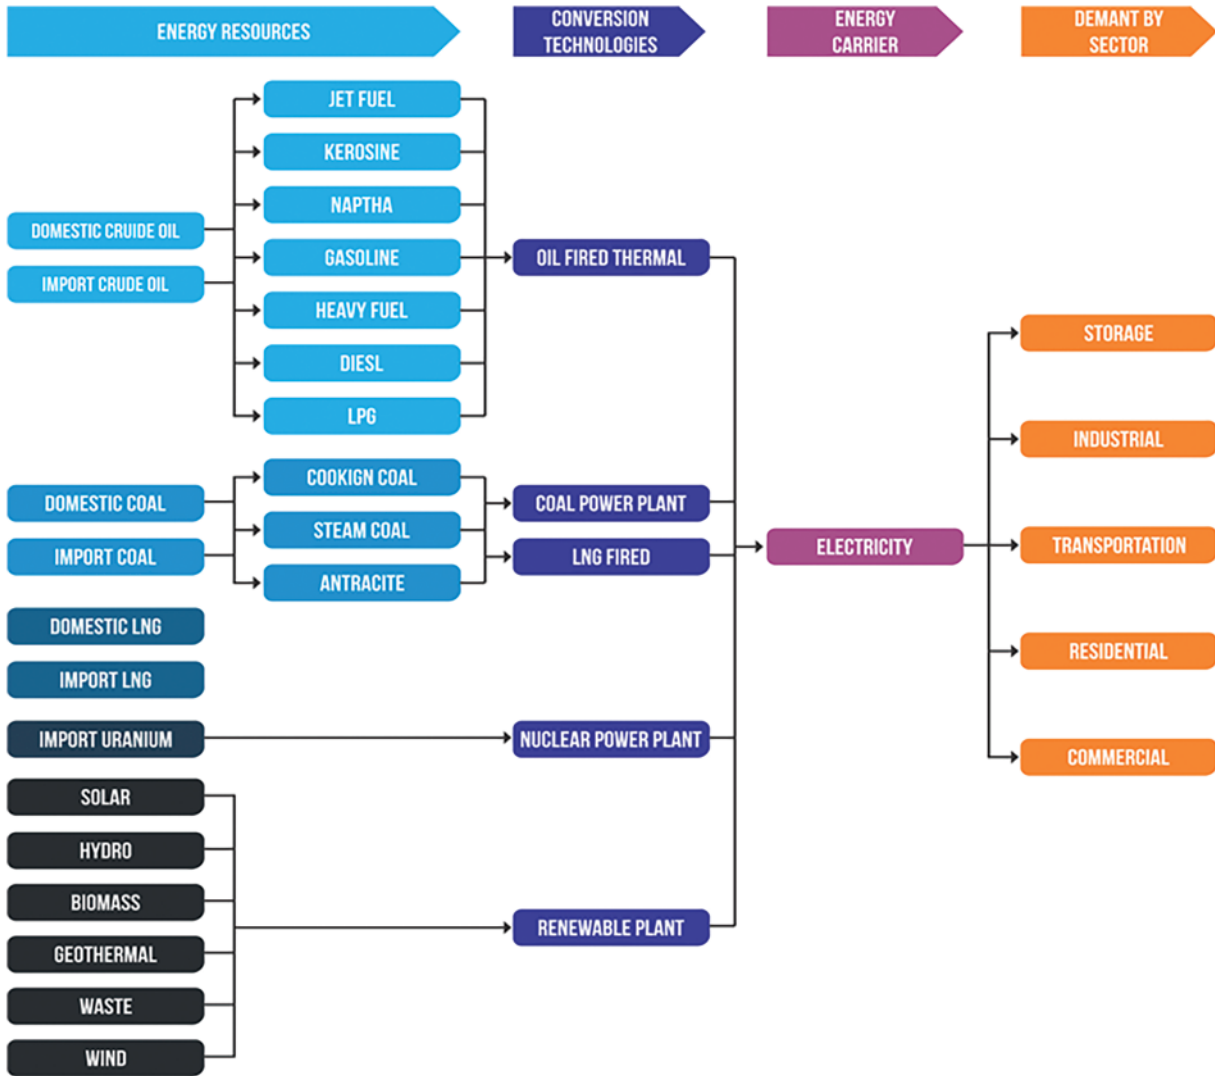 ENERGY RESOURCES
CONVERSION
TECHNOLOGIES
ENERGY
CARRIER
DEMANT BY
SECTOR
JET FUEL
KEROSINE
NAPTHA
DOMESTIC CRUIDE OIL
GASOLINE
OIL FIRED THERMAL
IMPORT CRUDE OIL
HEAVY FUEL
STORAGE
DIESL
LPG
INDUSTRIAL
COOKIGN COAL
DOMESTIC COAL
COAL POWER PLANT
STEAM COAL
IMPORT COAL
LNG FIRED
ELECTRICITY
TRANSPORTATION
ANTRACITE
DOMESTIC LNG
RESIDENTIAL
IMPORT LNG
IMPORT URANIUM
NUCLEAR POWER PLANT
COMMERCIAL
SOLAR
HYDRO
BIOMASS
RENEWABLE PLANT
GEOTHERMAL
WASTE
WIND